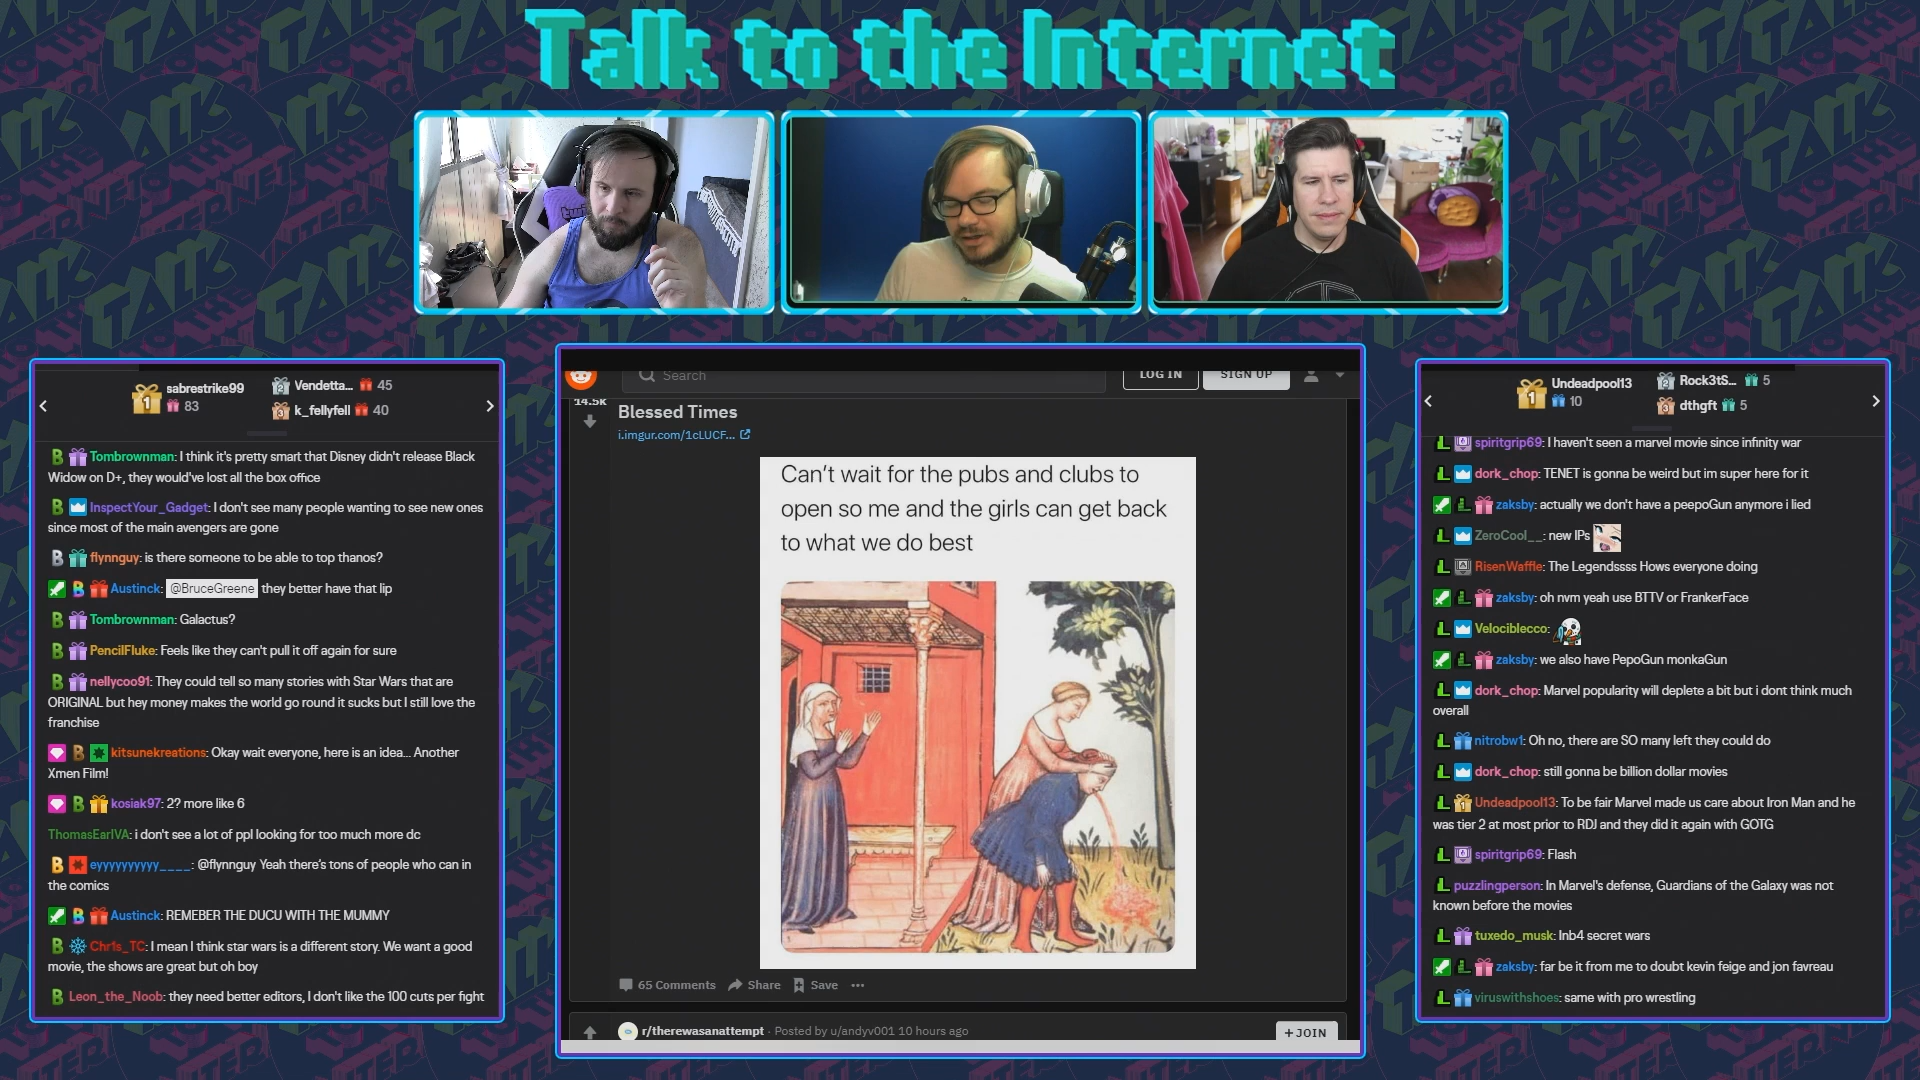 Talk to the Internet
sabrestrike99
83
Vendetta... 45
k_fellyfell 40
Tombrownman: I think it's pretty smart that Disney didn't release Black
Widow on D+, they would've lost all the box office
InspectYour_Gadget: I don't see many people wanting to see new ones
since most of the main avengers are gone
flynnguy: is there someone to be able to top thanos?
Austinck: @BruceGreene they better have that lip
Tombrownman: Galactus?
PencilFluke: Feels like they can't pull it off again for sure
nellycoo91: They could tell so many stories with Star Wars that are
ORIGINAL but hey money makes the world go round it sucks but I still love the
franchise
kitsunekreations: Okay wait everyone, here is an idea... Another
Xmen Film!
kosiak97: 2? more like 6
ThomasEarlVA: i don't see a lot of ppl looking for too much more dc
eyyyyyyyyyy____: @flynnguy Yeah there's tons of people who can in
the comics
Austinck: REMEBER THE DUCU WITH THE MUMMY
Chr1s_TC: I mean I think star wars is a different story. We want a good
movie, the shows are great but oh boy
Leon_the_Noob: they need better editors, I don't like the 100 cuts per fight
Search
LOG IN
SIGN UP
14.5k
Blessed Times
i.imgur.com/1cLUCF...
Can't wait for the pubs and clubs to
open so me and the girls can get back
to what we do best
65 Comments Share Save
r/therewasanattempt · Posted by u/andyv001 10 hours ago
+ JOIN
Undeadpool13
10
Rock3tS... 5
dthgft 5
spiritgrip69: I haven't seen a marvel movie since infinity war
dork_chop: TENET is gonna be weird but im super here for it
zaksby: actually we don't have a peepoGun anymore i lied
ZeroCool__: new IPs
RisenWaffle: The Legendssss Hows everyone doing
zaksby: oh nvm yeah use BTTV or FrankerFace
Velociblecco:
zaksby: we also have PepoGun monkaGun
dork_chop: Marvel popularity will deplete a bit but i dont think much
overall
nitrobw1: Oh no, there are SO many left they could do
dork_chop: still gonna be billion dollar movies
Undeadpool13: To be fair Marvel made us care about Iron Man and he
was tier 2 at most prior to RDJ and they did it again with GOTG
spiritgrip69: Flash
puzzlingperson: In Marvel's defense, Guardians of the Galaxy was not
known before the movies
tuxedo_musk: Inb4 secret wars
zaksby: far be it from me to doubt kevin feige and jon favreau
viruswithshoes: same with pro wrestling